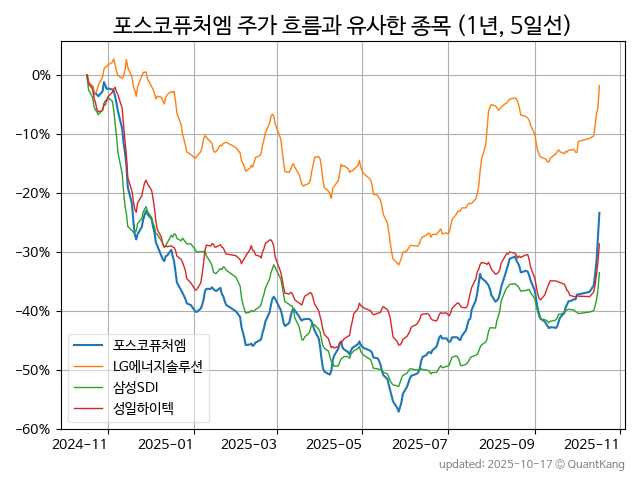 포스코퓨처엠 주가 흐름과 유사한 종목 (1년, 5일선)
0%
−10%
−20%
−30%
−40%
−50%
−60%
포스코퓨처엠
LG에너지솔루션
삼성SDI
성일하이텍
2024-11 2025-01 2025-03 2025-05 2025-07 2025-09 2025-11
updated: 2025-10-17 © QuantKang